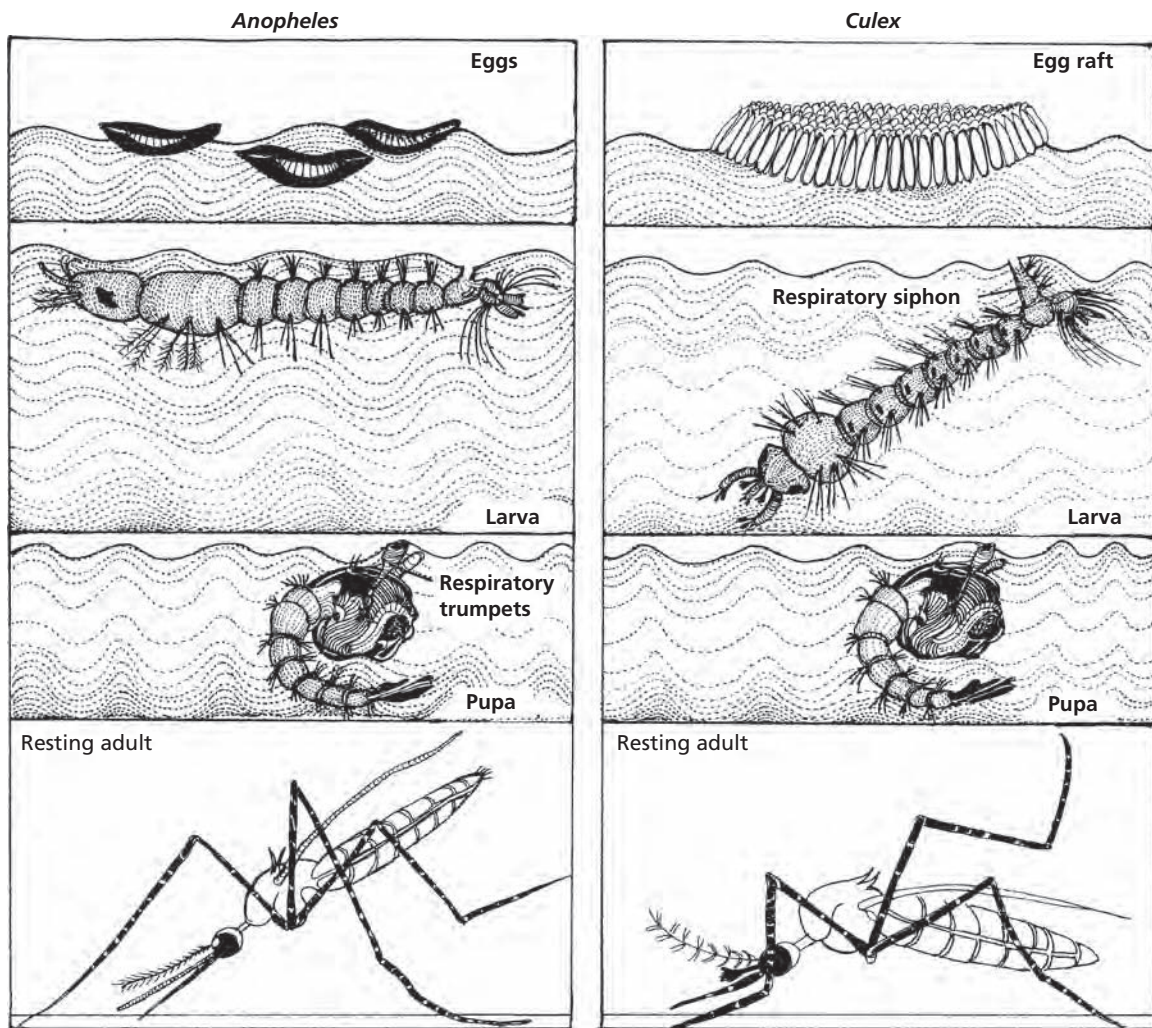 Anopheles
Culex
Eggs
Egg raft
Larva
Respiratory siphon
Larva
Respiratory
trumpets
Pupa
Pupa
Resting adult
Resting adult